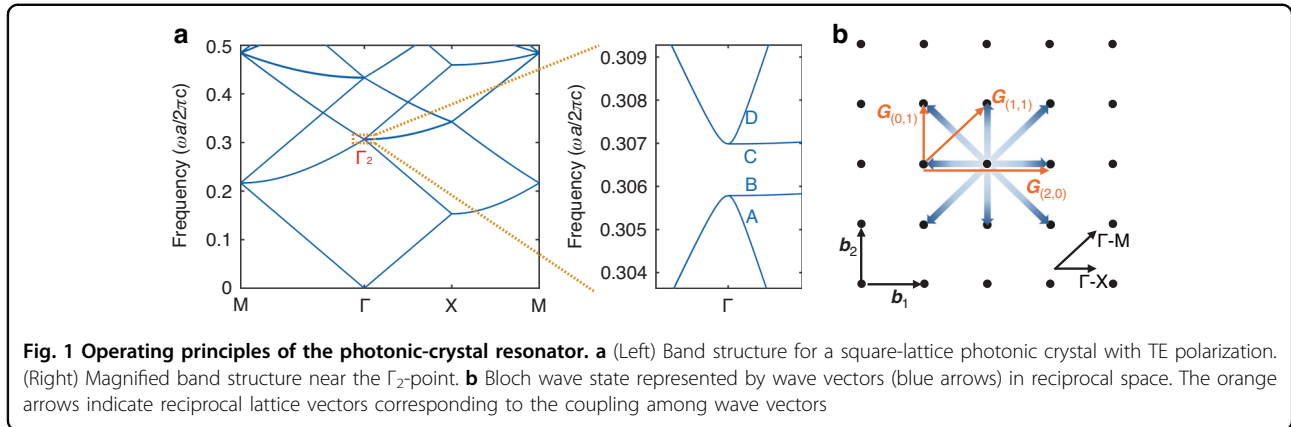 a
Frequency (ωa/2πc)
0.5
0.4
0.3
0.2
0.1
0
M
Γ
X
M
Γ₂
Frequency (ωa/2πc)
0.309
0.308
0.307
0.306
0.305
0.304
Γ
D
C
B
A
b
G(0,1)
G(1,1)
G(2,0)
b₂
b₁
Γ-M
Γ-X
Fig. 1 Operating principles of the photonic-crystal resonator. a (Left) Band structure for a square-lattice photonic crystal with TE polarization.
(Right) Magnified band structure near the Γ₂-point. b Bloch wave state represented by wave vectors (blue arrows) in reciprocal space. The orange
arrows indicate reciprocal lattice vectors corresponding to the coupling among wave vectors